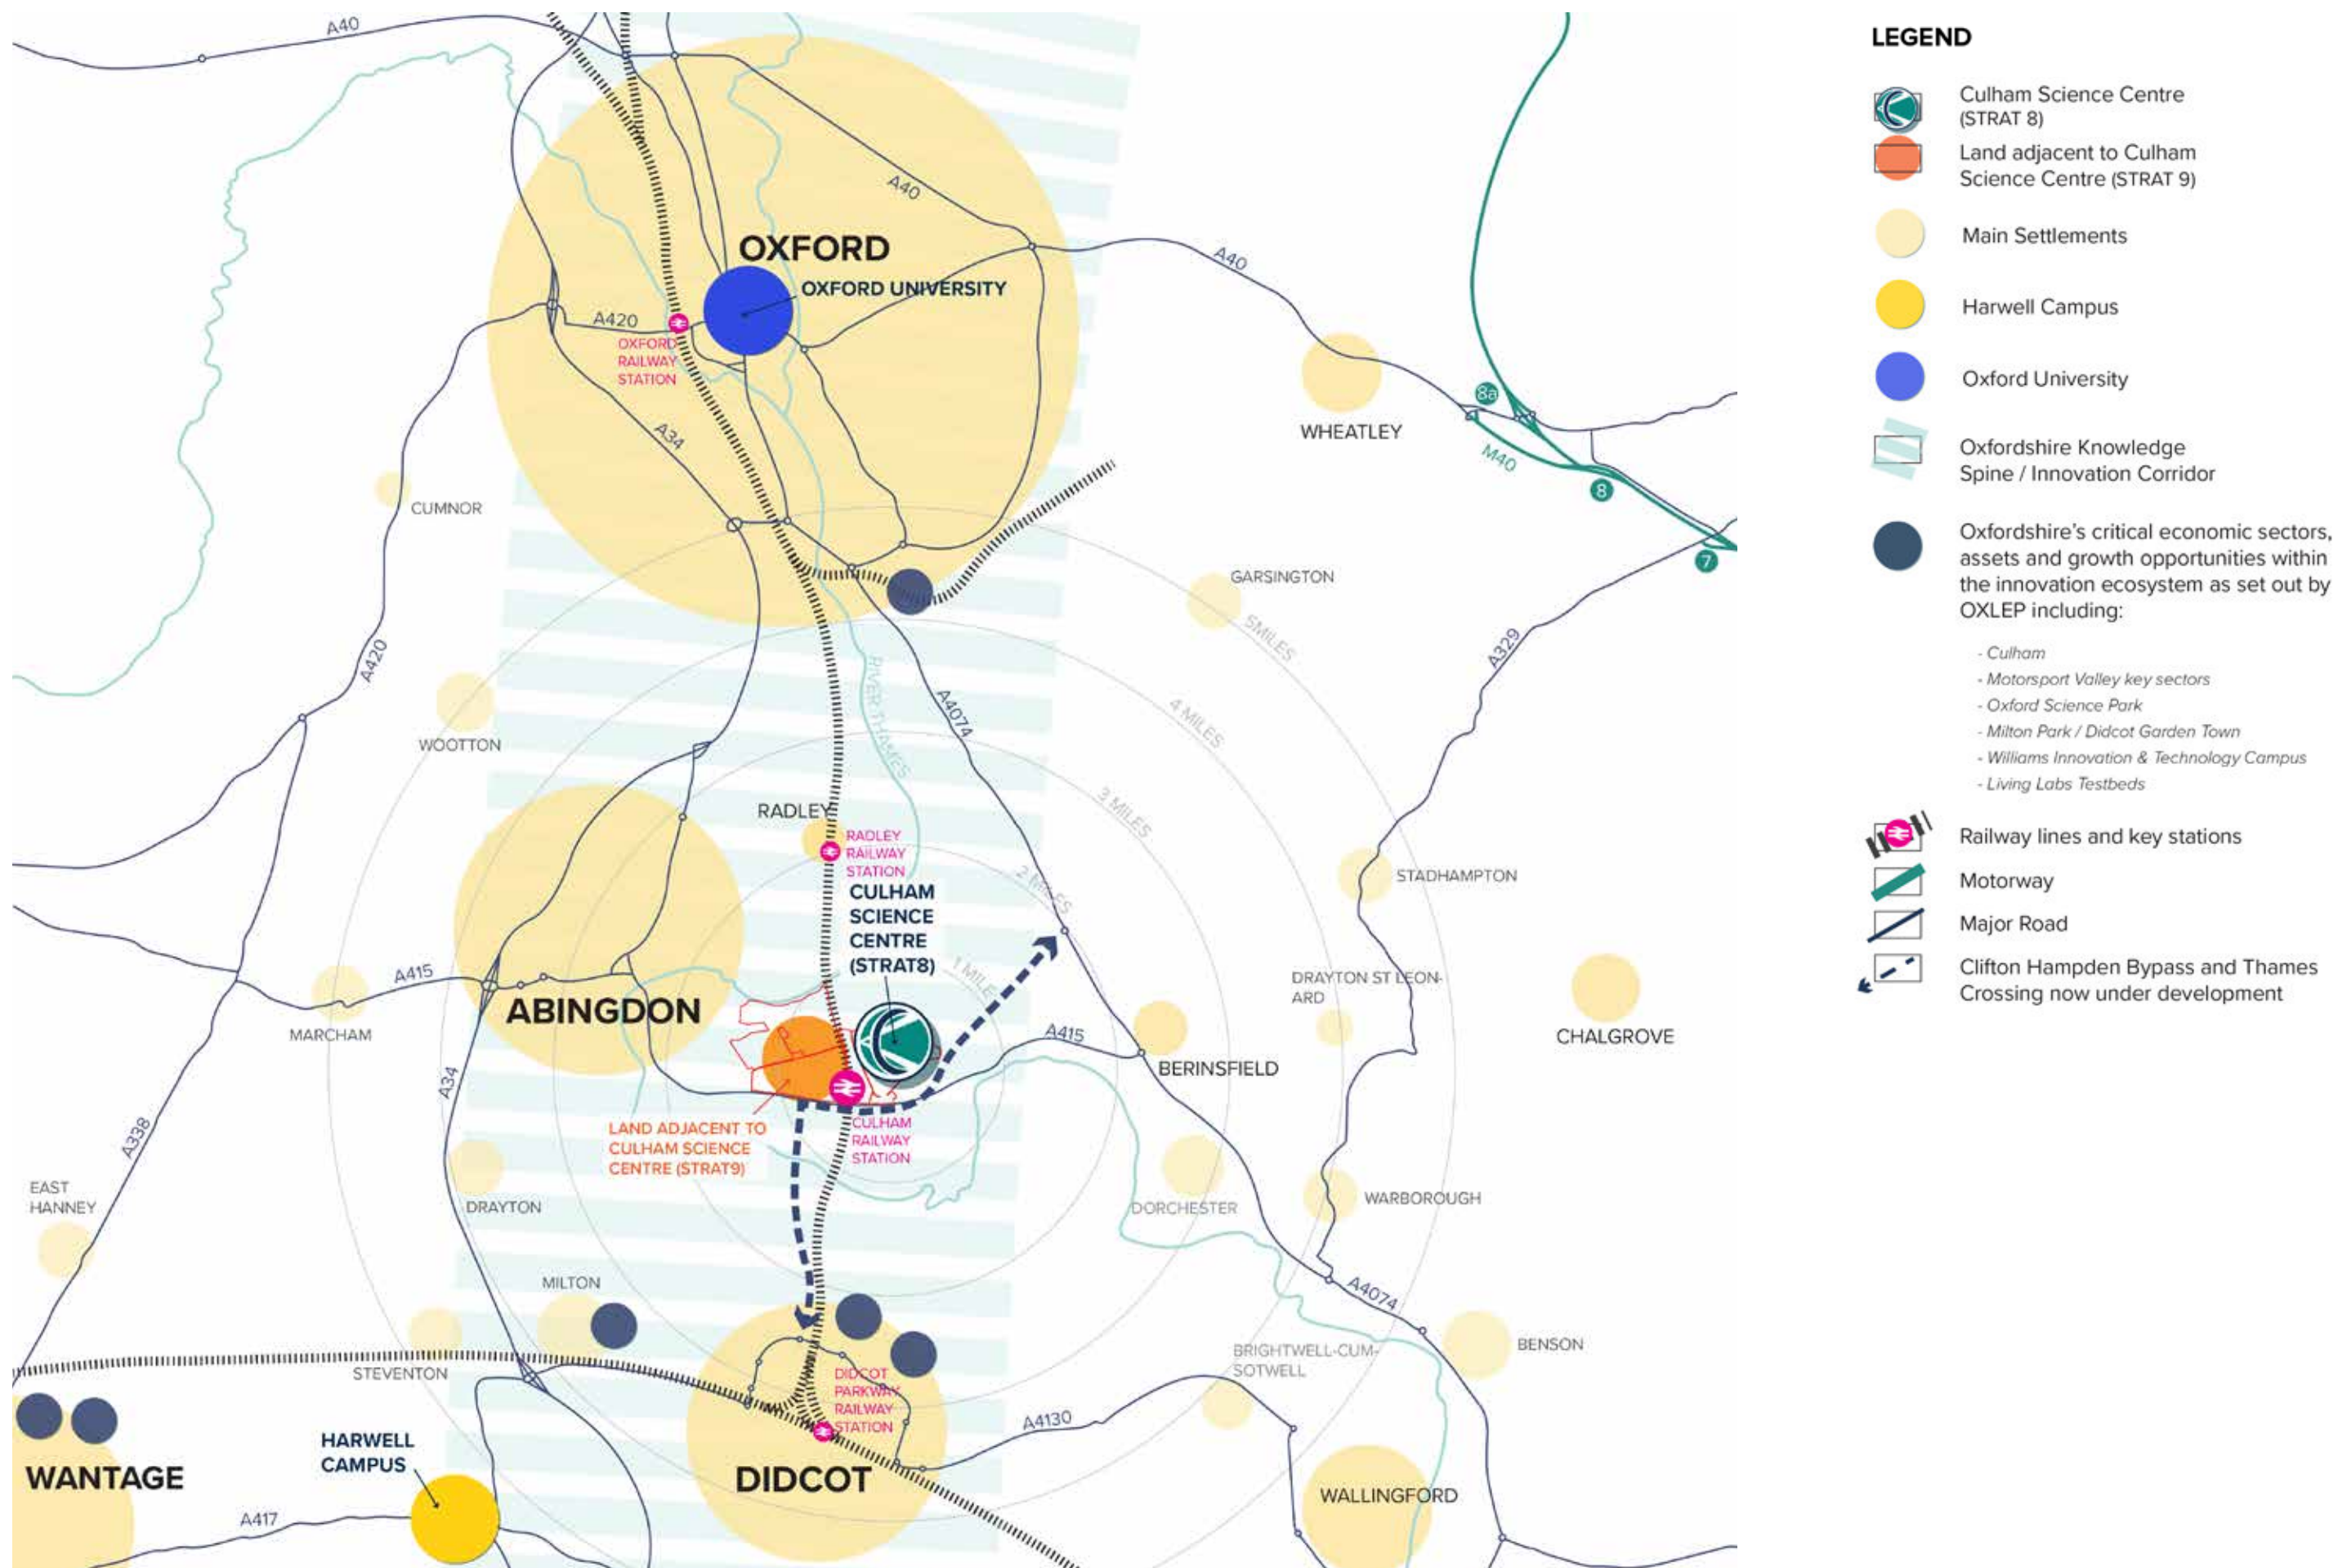 A40
A40
OXFORD
OXFORD UNIVERSITY
A40
A420
OXFORD
RAILWAY
STATION
A34
WHEATLEY
8a
M40
8
7
CUMNOR
GARSINGTON
5MILES
A329
A420
RIVER THAMES
A4074
4 MILES
WOOTTON
3 MILES
RADLEY
RADLEY
RAILWAY
STATION
2 MILES
STADHAMPTON
CULHAM
SCIENCE
CENTRE
(STRAT8)
1 MILE
A415
DRAYTON ST LEON-
ARD
ABINGDON
MARCHAM
A415
CHALGROVE
BERINSFIELD
A34
A338
LAND ADJACENT TO
CULHAM SCIENCE
CENTRE (STRAT9)
CULHAM
RAILWAY
STATION
EAST
HANNEY
DRAYTON
DORCHESTER
WARBOROUGH
MILTON
A4074
STEVENTON
BRIGHTWELL-CUM-
SOTWELL
BENSON
DIDCOT
PARKWAY
RAILWAY
STATION
A4130
HARWELL
CAMPUS
WANTAGE
DIDCOT
WALLINGFORD
A417
LEGEND
Culham Science Centre
(STRAT 8)
Land adjacent to Culham
Science Centre (STRAT 9)
Main Settlements
Harwell Campus
Oxford University
Oxfordshire Knowledge
Spine / Innovation Corridor
Oxfordshire's critical economic sectors,
assets and growth opportunities within
the innovation ecosystem as set out by
OXLEP including:
- Culham
- Motorsport Valley key sectors
- Oxford Science Park
- Milton Park / Didcot Garden Town
- Williams Innovation & Technology Campus
- Living Labs Testbeds
Railway lines and key stations
Motorway
Major Road
Clifton Hampden Bypass and Thames
Crossing now under development